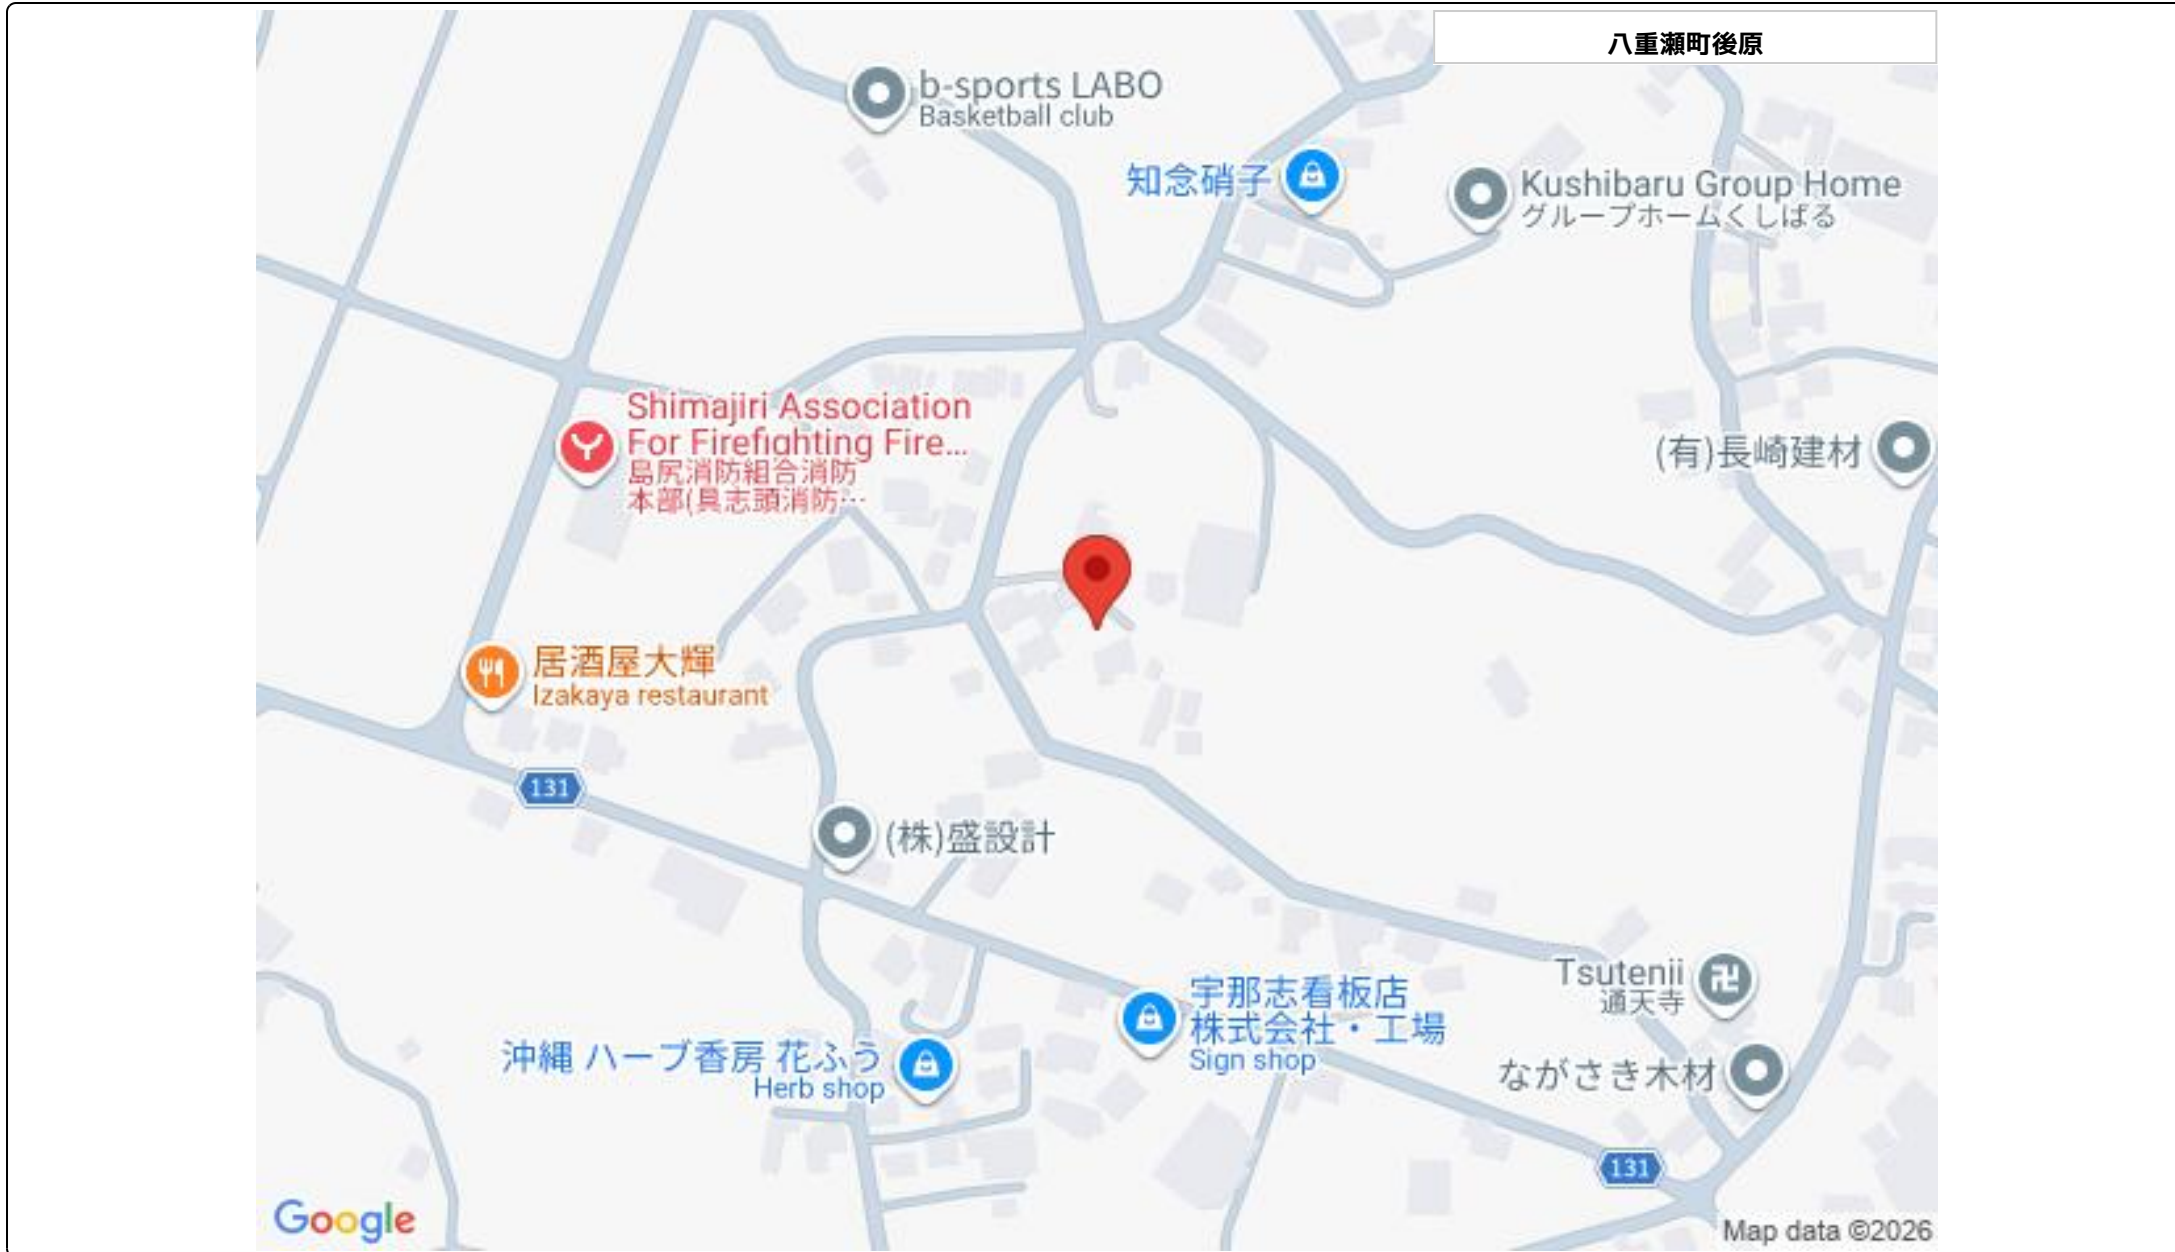 八重瀬町後原
b-sports LABO
Basketball club
知念硝子
Kushibaru Group Home
グループホームくしばる
Shimajiri Association
For Firefighting Fire...
島尻消防組合消防
本部(具志頭消防…
(有)長崎建材
居酒屋大輝
Izakaya restaurant
131
(株)盛設計
宇那志看板店
株式会社・工場
Sign shop
Tsutenji
通天寺
沖縄 ハーブ香房 花ふう
Herb shop
ながさき木材
131
Google
Map data ©2026